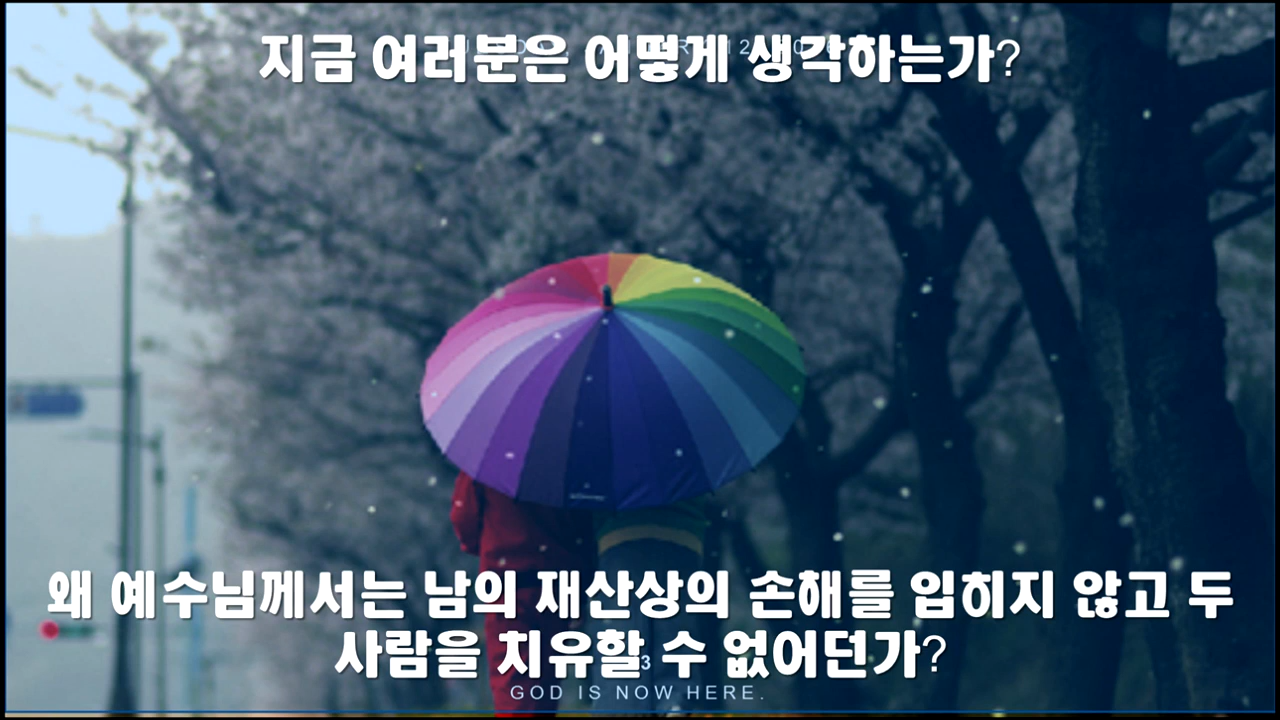 지금 여러분은 어떻게 생각하는가?
왜 예수님께서는 남의 재산상의 손해를 입히지 않고 두
사람을 치유할 수 없어던가?
3
GOD IS NOW HERE.